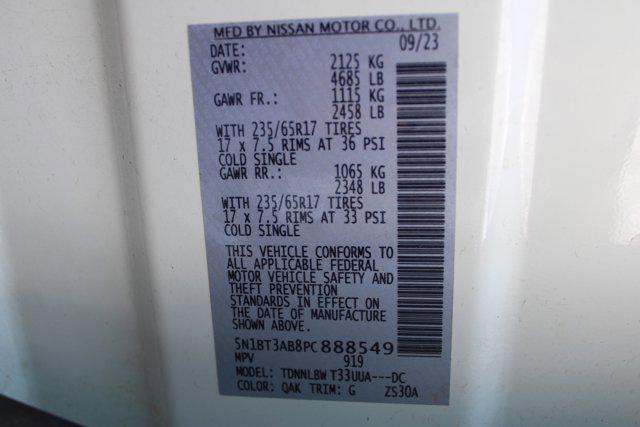 MFD BY NISSAN MOTOR CO., LTD.
DATE: 09/23
GVWR: 2125 KG
4685 LB
GAWR FR.: 1115 KG
2458 LB
WITH 235/65R17 TIRES
17 x 7.5 RIMS AT 36 PSI
COLD SINGLE
GAWR RR.: 1065 KG
2348 LB
WITH 235/65R17 TIRES
17 x 7.5 RIMS AT 33 PSI
COLD SINGLE
THIS VEHICLE CONFORMS TO
ALL APPLICABLE FEDERAL
MOTOR VEHICLE SAFETY AND
THEFT PREVENTION
STANDARDS IN EFFECT ON
THE DATE OF MANUFACTURE
SHOWN ABOVE.
5N1BT3AB8PC888549
MPV 919
MODEL: TDNNLBW T33UUA---DC
COLOR: QAK TRIM: G ZS30A